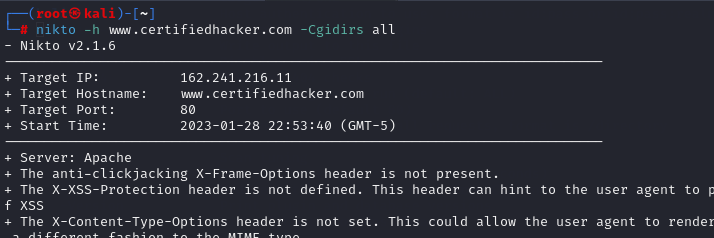 ┌──(root㉿kali)-[~]
└─# nikto -h www.certifiedhacker.com -Cgidirs all
- Nikto v2.1.6
---------------------------------------------------------------------------
+ Target IP:          162.241.216.11
+ Target Hostname:    www.certifiedhacker.com
+ Target Port:        80
+ Start Time:         2023-01-28 22:53:40 (GMT-5)
---------------------------------------------------------------------------
+ Server: Apache
+ The anti-clickjacking X-Frame-Options header is not present.
+ The X-XSS-Protection header is not defined. This header can hint to the user agent to p
f XSS
+ The X-Content-Type-Options header is not set. This could allow the user agent to render
a different fashion to the MIME type